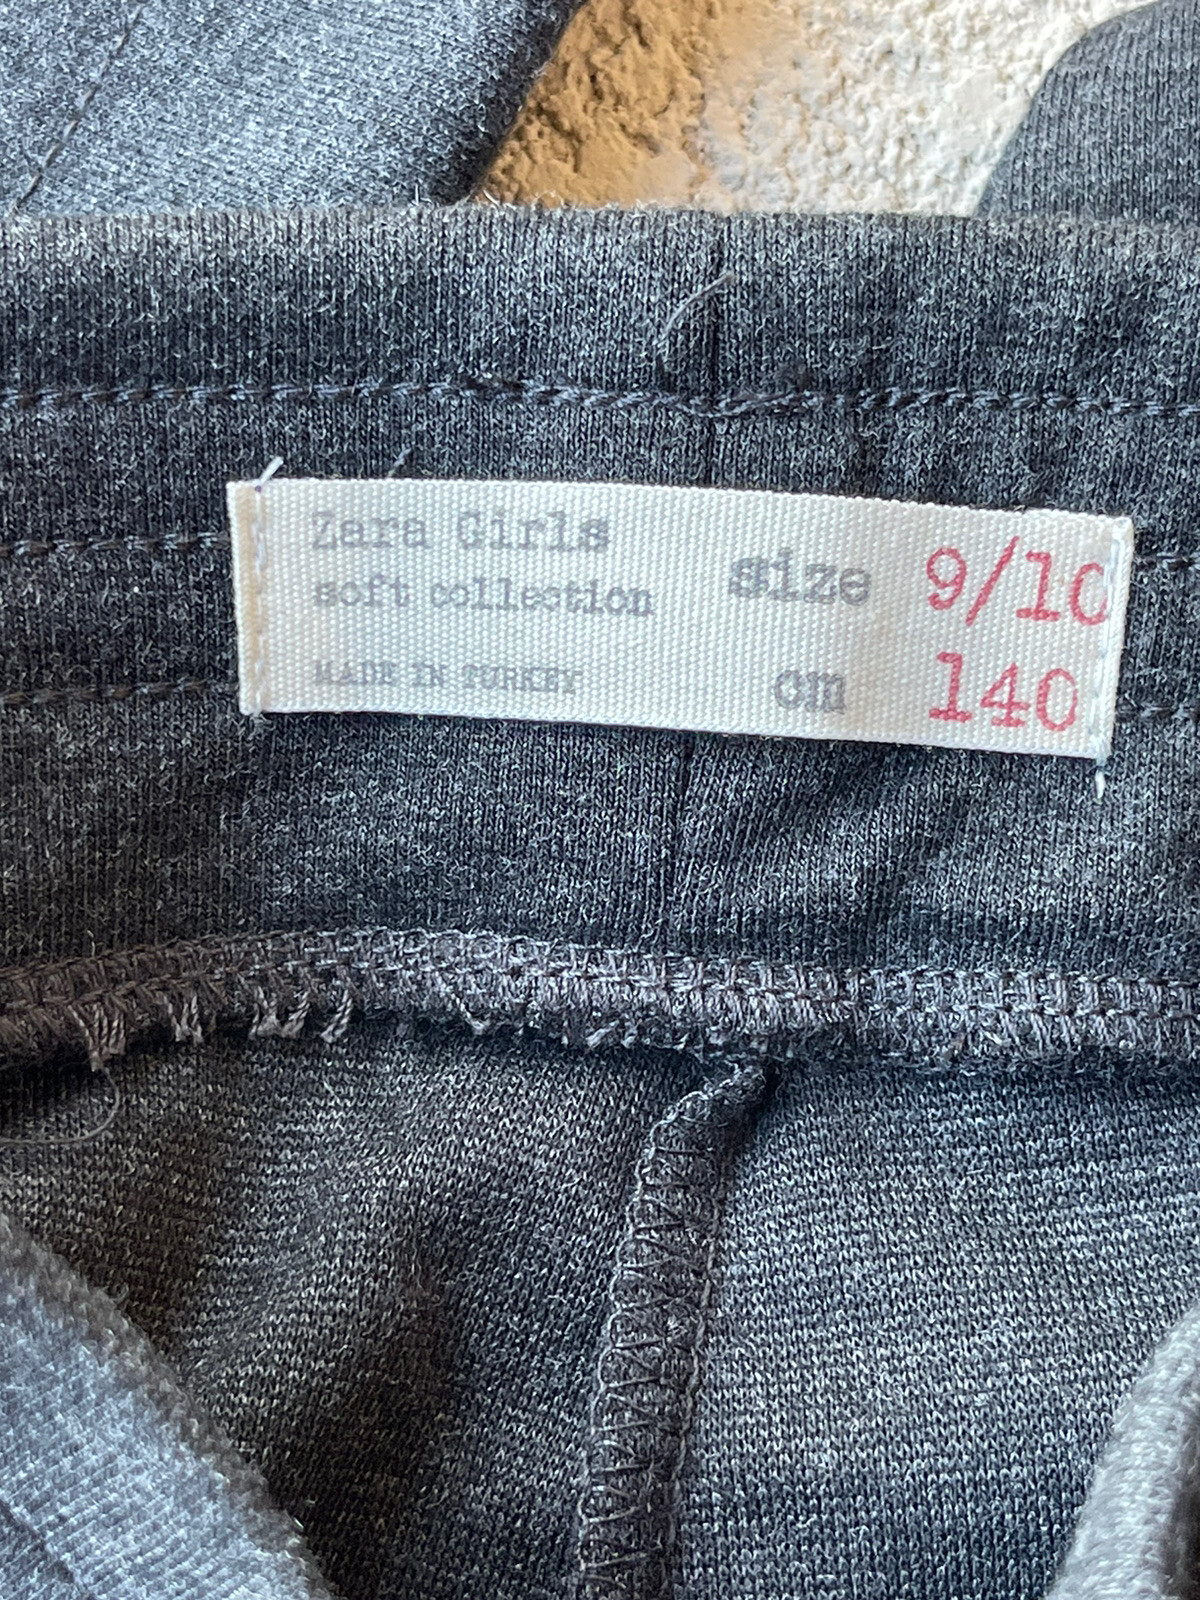 Zara Girls
soft collection
MADE IN TURKEY
size 9/10
cm 140